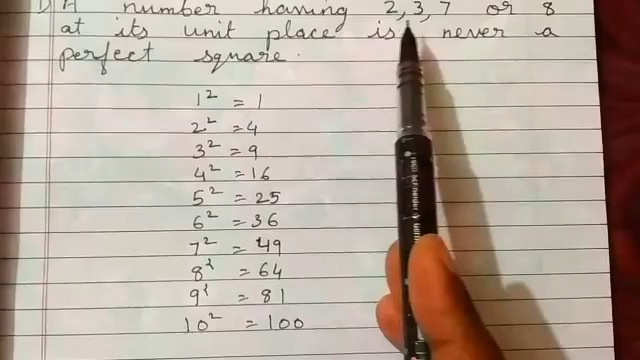 1) A number having 2, 3, 7 or 8
at its unit place is never a
perfect square.
1² = 1
2² = 4
3² = 9
4² = 16
5² = 25
6² = 36
7² = 49
8² = 64
9² = 81
10² = 100